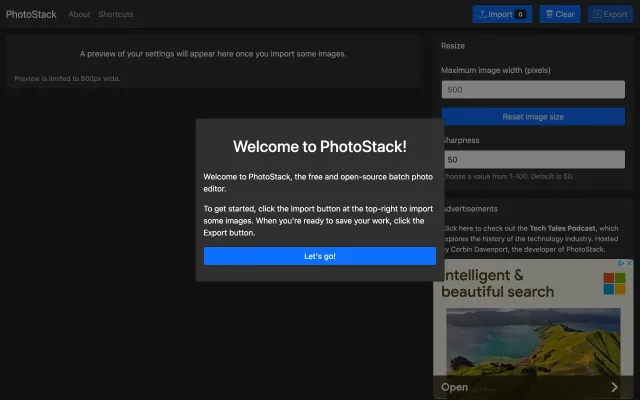 PhotoStack About Shortcuts Import 0 Clear Export
A preview of your settings will appear here once you import some images.
Preview is limited to 800px wide.
Resize
Maximum image width (pixels)
500
Reset image size
Sharpness
50
Choose a value from 1-100. Default is 50.
Welcome to PhotoStack!
Welcome to PhotoStack, the free and open-source batch photo
editor.
To get started, click the Import button at the top-right to import
some images. When you're ready to save your work, click the
Export button.
Let's go!
Advertisements
Click here to check out the Tech Tales Podcast, which
explores the history of the technology industry. Hosted
by Corbin Davenport, the developer of PhotoStack.
Intelligent &
beautiful search
Open